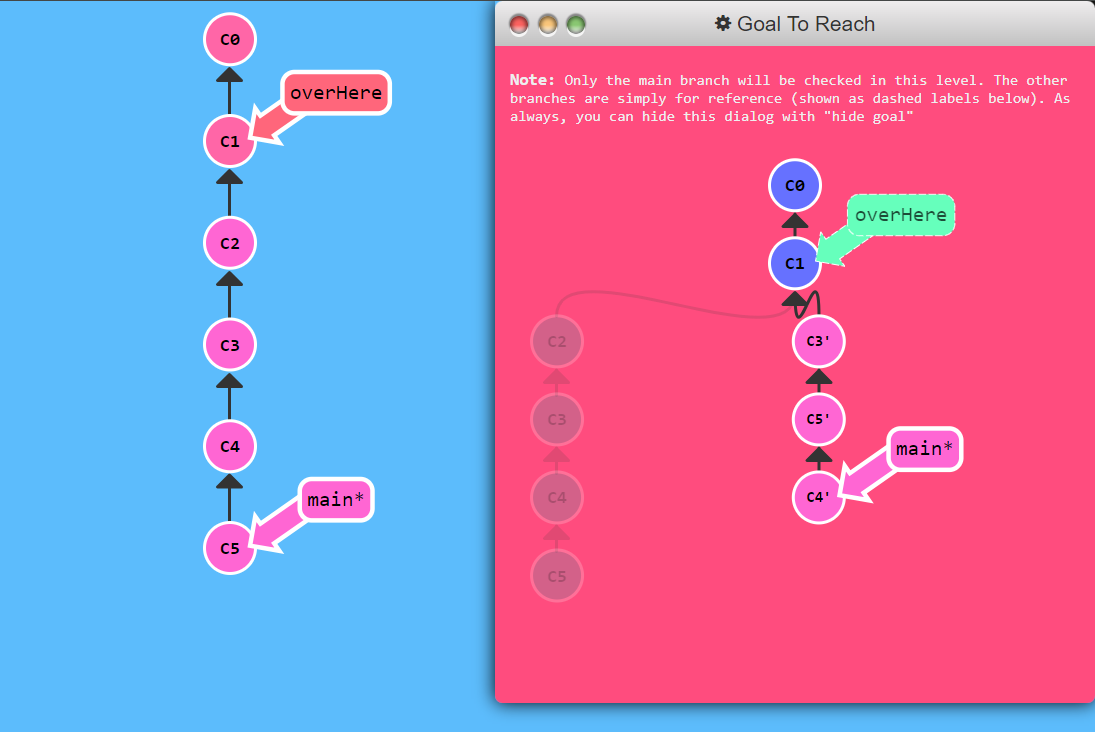 C0
overHere
C1
C2
C3
C4
main*
C5
Goal To Reach
Note: Only the main branch will be checked in this level. The other
branches are simply for reference (shown as dashed labels below). As
always, you can hide this dialog with "hide goal"
C0
overHere
C1
C2
C3'
C3
C5'
main*
C4
C4'
C5